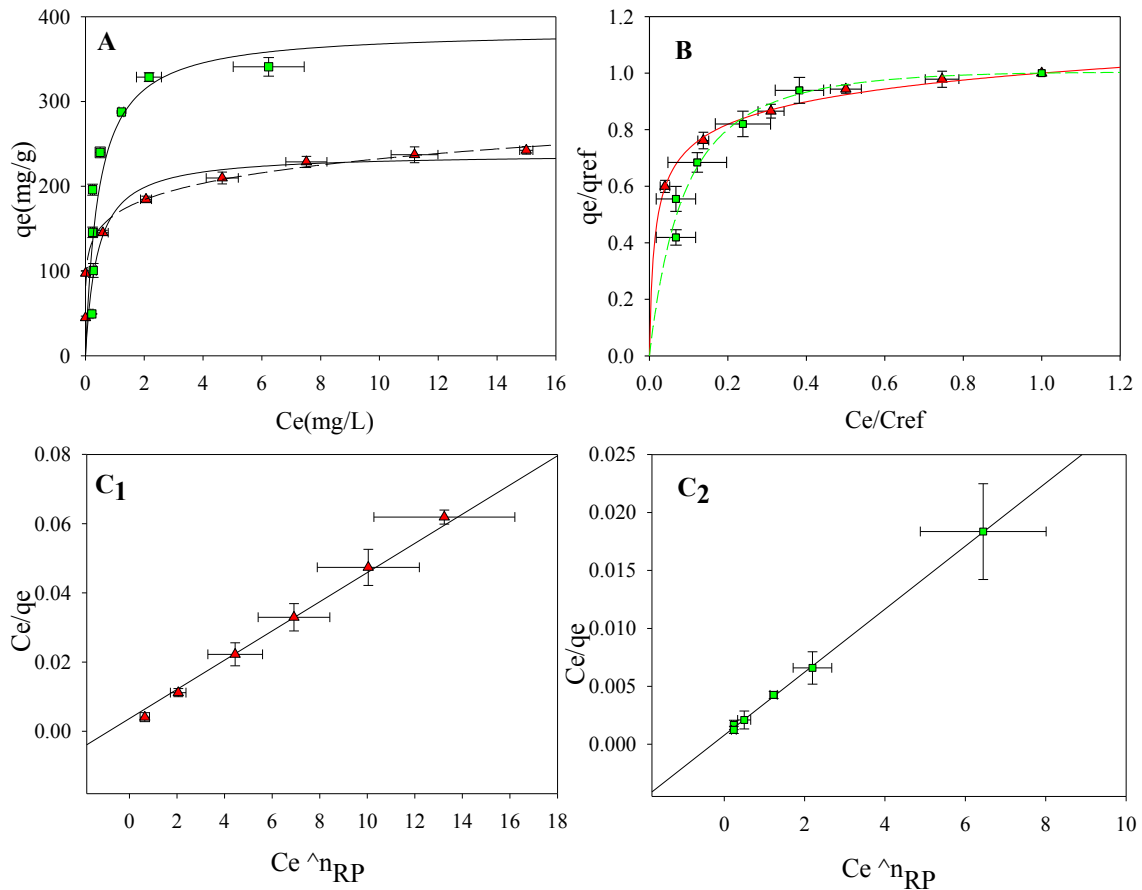 A
400
300
200
100
0
qe(mg/g)
0 2 4 6 8 10 12 14 16
Ce(mg/L)
B
1.2
1.0
0.8
0.6
0.4
0.2
0.0
qe/qref
0.0 0.2 0.4 0.6 0.8 1.0 1.2
Ce/Cref
C1
0.08
0.06
0.04
0.02
0.00
Ce/qe
0 2 4 6 8 10 12 14 16 18
Ce ^nRP
C2
0.025
0.020
0.015
0.010
0.005
0.000
Ce/qe
0 2 4 6 8 10
Ce ^nRP